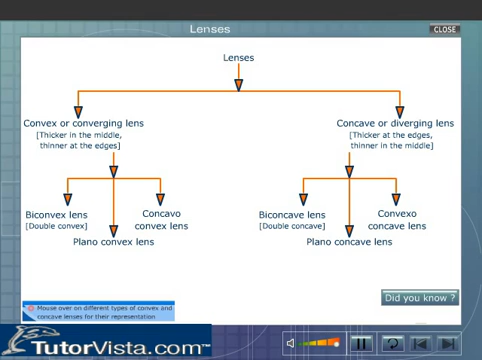 Lenses
CLOSE
Lenses
Convex or converging lens
[Thicker in the middle,
thinner at the edges]
Concave or diverging lens
[Thicker at the edges,
thinner in the middle]
Biconvex lens
[Double convex]
Concavo
convex lens
Plano convex lens
Biconcave lens
[Double concave]
Convexo
concave lens
Plano concave lens
Did you know ?
Mouse over on different types of convex and
concave lenses for their representation
TutorVista.com™